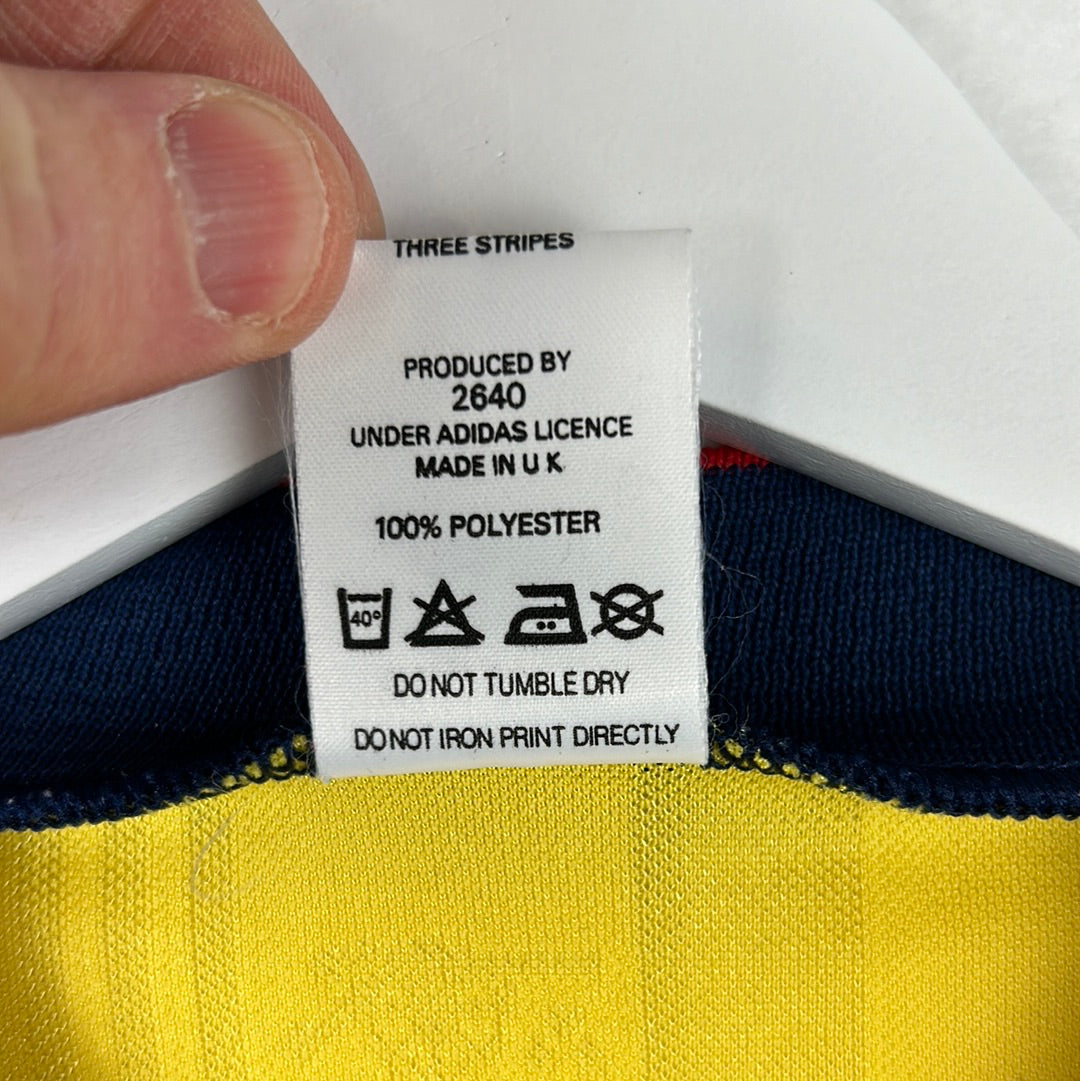 THREE STRIPES
PRODUCED BY
2640
UNDER ADIDAS LICENCE
MADE IN U K
100% POLYESTER
40°
DO NOT TUMBLE DRY
DO NOT IRON PRINT DIRECTLY